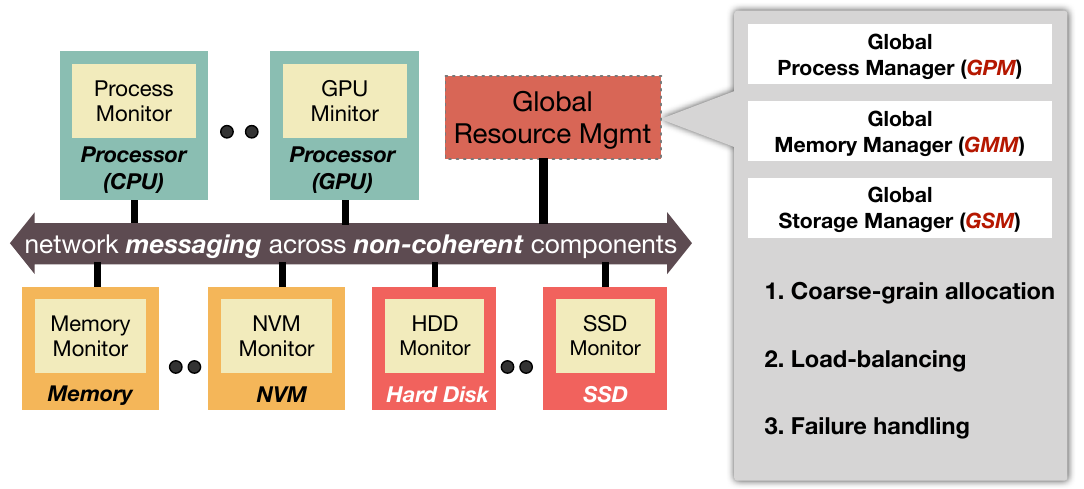 Process
Monitor
Processor
(CPU)
GPU
Minitor
Processor
(GPU)
Global
Resource Mgmt
network messaging across non-coherent components
Memory
Monitor
Memory
NVM
Monitor
NVM
HDD
Monitor
Hard Disk
SSD
Monitor
SSD
Global
Process Manager (GPM)
Global
Memory Manager (GMM)
Global
Storage Manager (GSM)
1. Coarse-grain allocation
2. Load-balancing
3. Failure handling